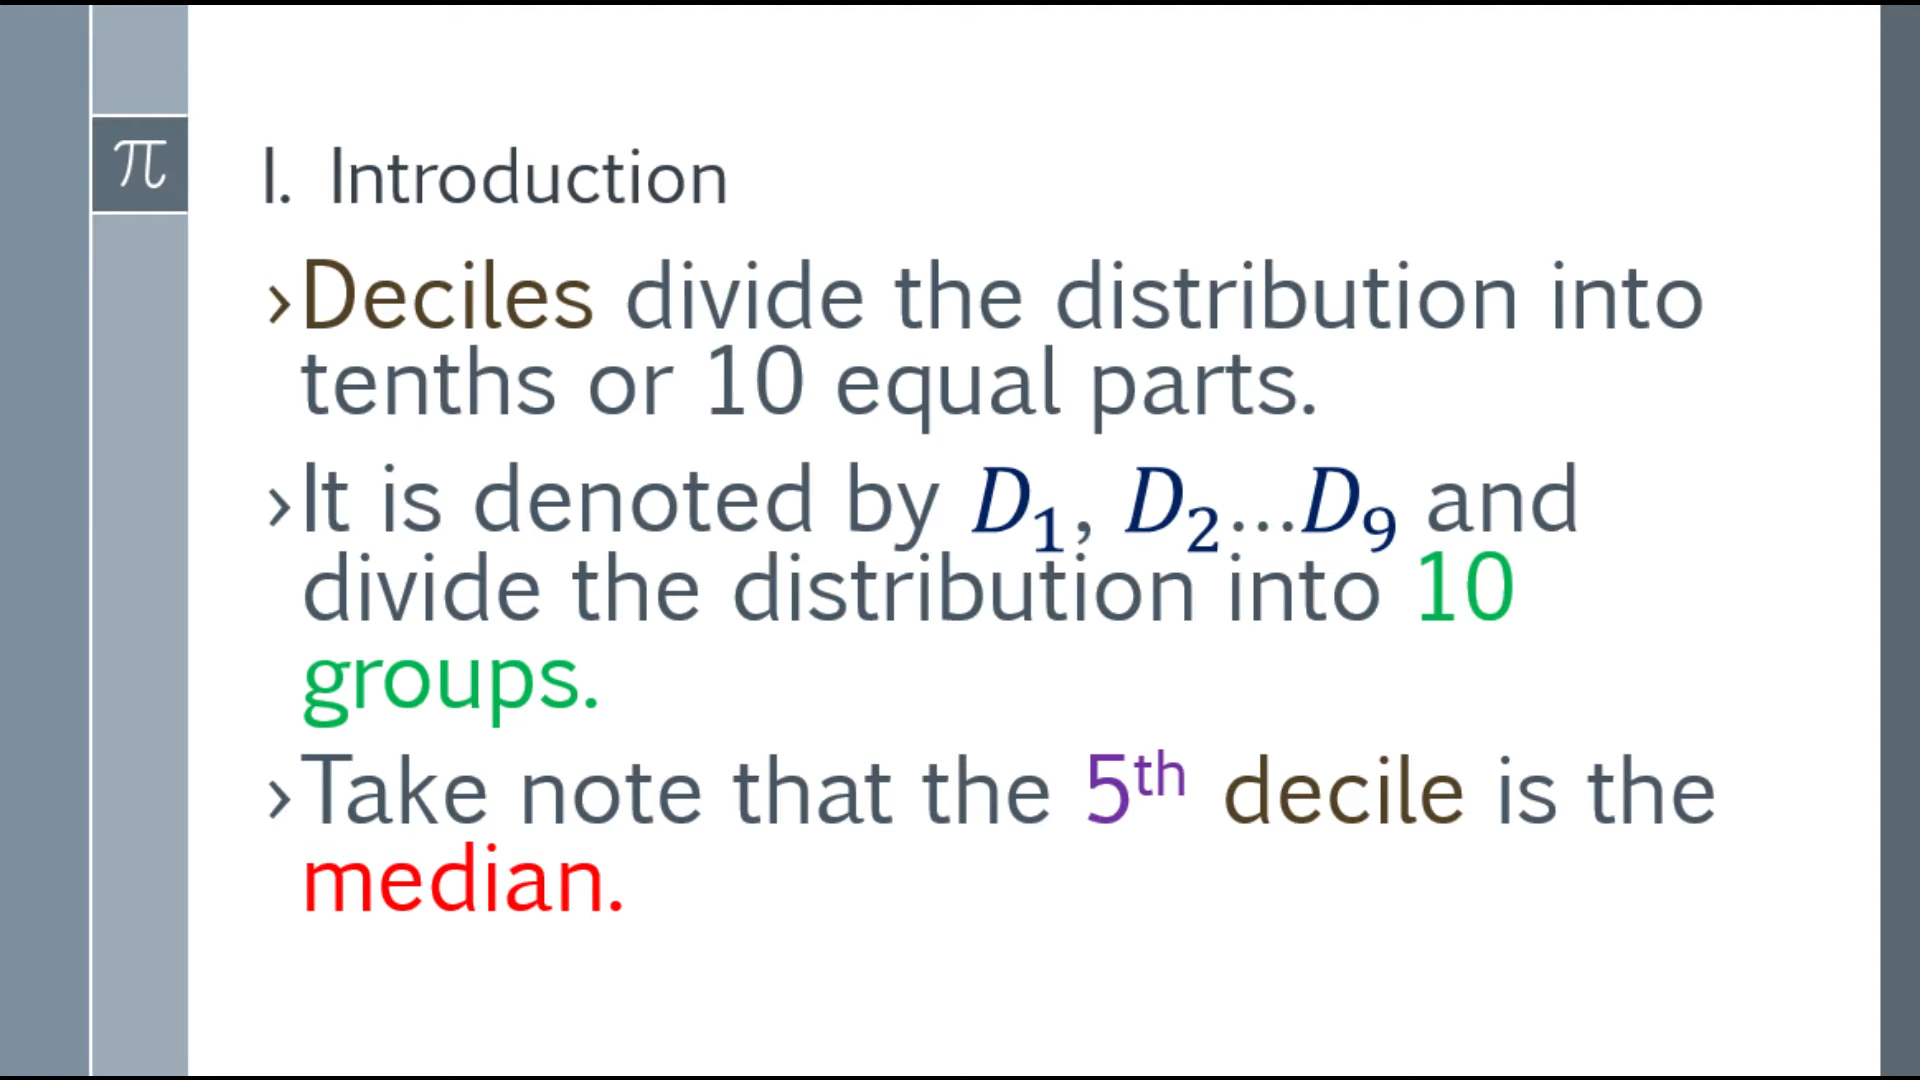 π
I. Introduction
›Deciles divide the distribution into
tenths or 10 equal parts.
›It is denoted by D₁, D₂...D₉ and
divide the distribution into 10
groups.
›Take note that the 5ᵗʰ decile is the
median.